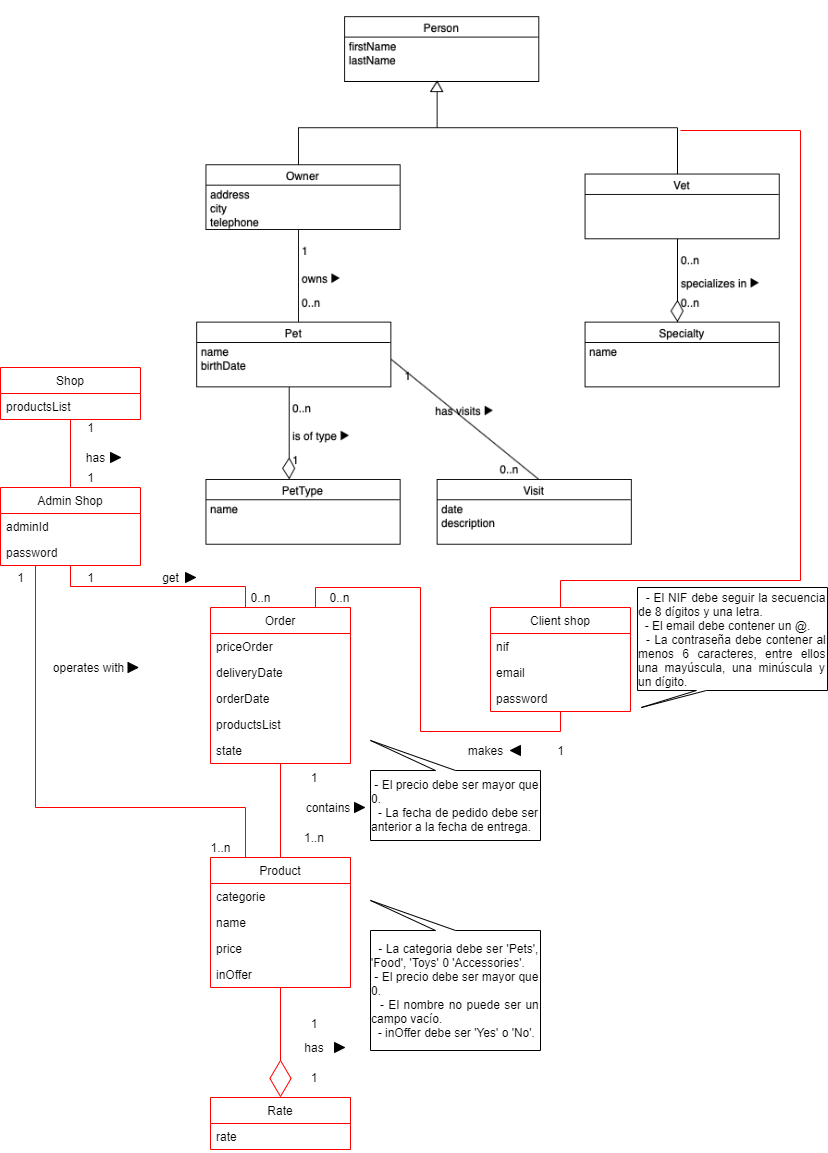 Person
firstName
lastName
Owner
address
city
telephone
Vet
1
owns
0..n
0..n
specializes in
0..n
Pet
name
birthDate
Specialty
name
1
has visits
0..n
0..n
is of type
1
PetType
name
Visit
date
description
Shop
productsList
1
has
1
Admin Shop
adminId
password
1
1
get
0..n
0..n
operates with
Order
priceOrder
deliveryDate
orderDate
productsList
state
Client shop
nif
email
password
- El NIF debe seguir la secuencia
de 8 dígitos y una letra.
- El email debe contener un @.
- La contraseña debe contener al
menos 6 caracteres, entre ellos
una mayúscula, una minúscula y
un dígito.
makes
1
- El precio debe ser mayor que
0.
- La fecha de pedido debe ser
anterior a la fecha de entrega.
1
contains
1..n
1..n
Product
categorie
name
price
inOffer
- La categoria debe ser 'Pets',
'Food', 'Toys' 0 'Accessories'.
- El precio debe ser mayor que
0.
- El nombre no puede ser un
campo vacío.
- inOffer debe ser 'Yes' o 'No'.
1
has
1
Rate
rate